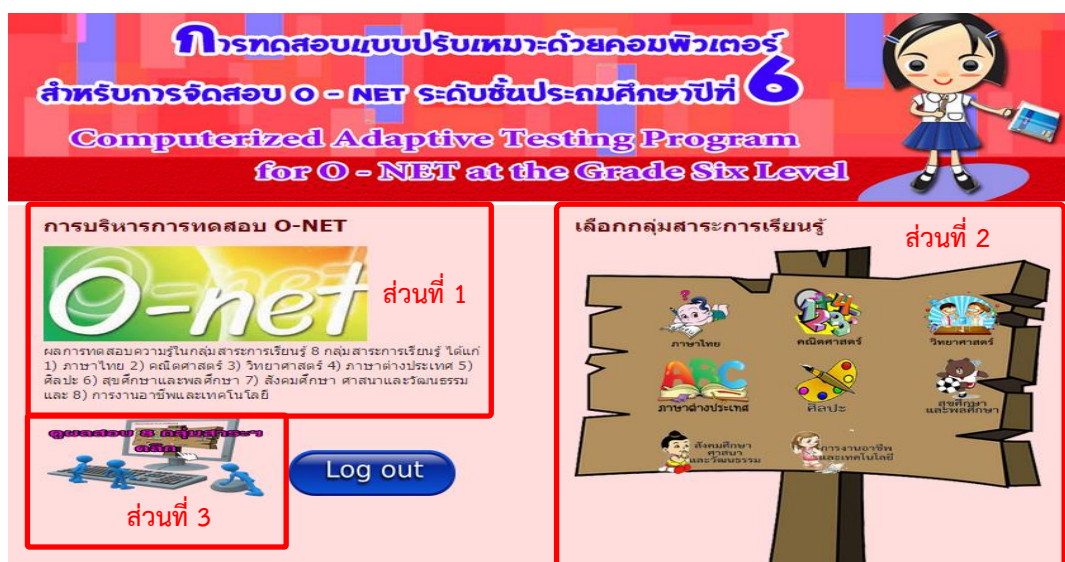 การทดสอบแบบปรับเหมาะด้วยคอมพิวเตอร์
สำหรับการจัดสอบ O - NET ระดับชั้นประถมศึกษาปีที่ 6
Computerized Adaptive Testing Program
for O - NET at the Grade Six Level
การบริหารการทดสอบ O-NET
O-net
ส่วนที่ 1
ผลการทดสอบความรู้ในกลุ่มสาระการเรียนรู้ 8 กลุ่มสาระการเรียนรู้ ได้แก่
1) ภาษาไทย 2) คณิตศาสตร์ 3) วิทยาศาสตร์ 4) ภาษาต่างประเทศ 5)
ศิลปะ 6) สุขศึกษาและพลศึกษา 7) สังคมศึกษา ศาสนาและวัฒนธรรม
และ 8) การงานอาชีพและเทคโนโลยี
ดูผลสอบ 8 กลุ่มสาระฯ
คลิก
ส่วนที่ 3
Log out
เลือกกลุ่มสาระการเรียนรู้
ส่วนที่ 2
ภาษาไทย
คณิตศาสตร์
วิทยาศาสตร์
ABC
ภาษาต่างประเทศ
ศิลปะ
สุขศึกษา
และพลศึกษา
สังคมศึกษา
ศาสนา
และวัฒนธรรม
การงานอาชีพ
และเทคโนโลยี